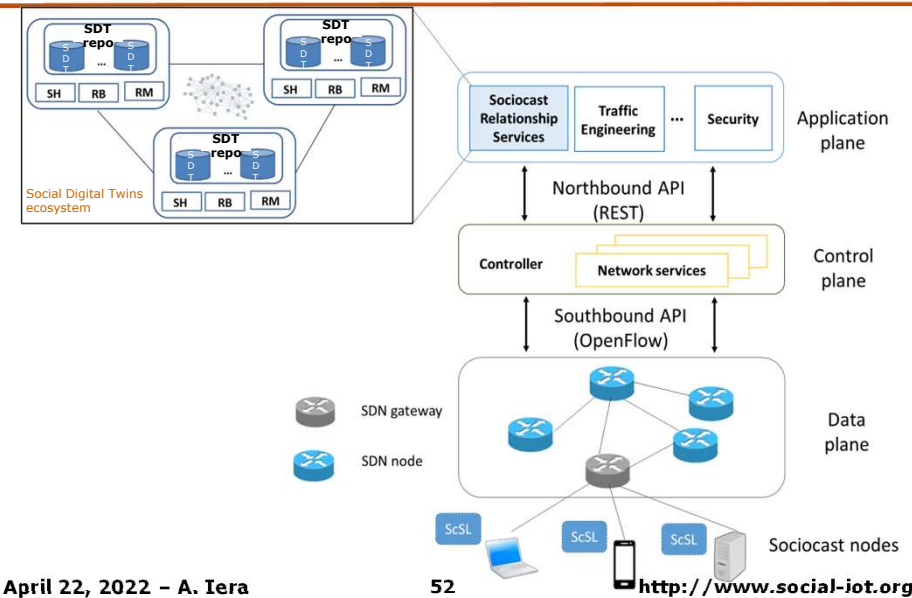 SDT
repo
S
D
T
...
S
D
T
SH RB RM
SDT
repo
S
D
T
...
S
D
T
SH RB RM
SDT
repo
S
D
T
...
S
D
T
SH RB RM
Social Digital Twins
ecosystem
Sociocast
Relationship
Services
Traffic
Engineering
...
Security
Application
plane
Northbound API
(REST)
Controller
Network services
Control
plane
Southbound API
(OpenFlow)
SDN gateway
SDN node
Data
plane
ScSL
ScSL
ScSL
Sociocast nodes
April 22, 2022 – A. Iera 52 http://www.social-iot.org